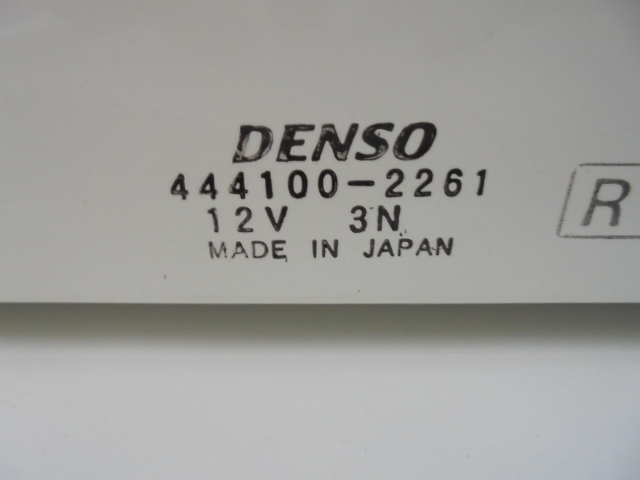 DENSO
444100-2261
12V 3N
MADE IN JAPAN
R